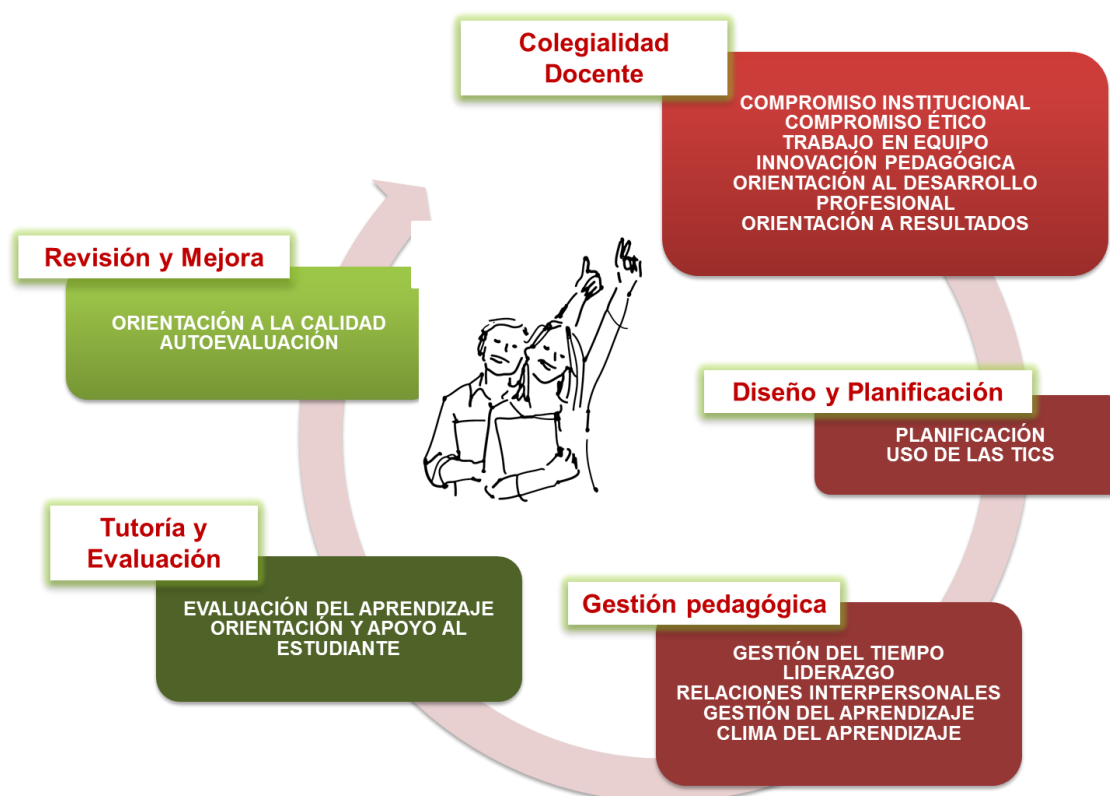 Colegialidad
Docente
COMPROMISO INSTITUCIONAL
COMPROMISO ÉTICO
TRABAJO EN EQUIPO
INNOVACIÓN PEDAGÓGICA
ORIENTACIÓN AL DESARROLLO
PROFESIONAL
ORIENTACIÓN A RESULTADOS
Diseño y Planificación
PLANIFICACIÓN
USO DE LAS TICS
Gestión pedagógica
GESTIÓN DEL TIEMPO
LIDERAZGO
RELACIONES INTERPERSONALES
GESTIÓN DEL APRENDIZAJE
CLIMA DEL APRENDIZAJE
Tutoría y
Evaluación
EVALUACIÓN DEL APRENDIZAJE
ORIENTACIÓN Y APOYO AL
ESTUDIANTE
Revisión y Mejora
ORIENTACIÓN A LA CALIDAD
AUTOEVALUACIÓN